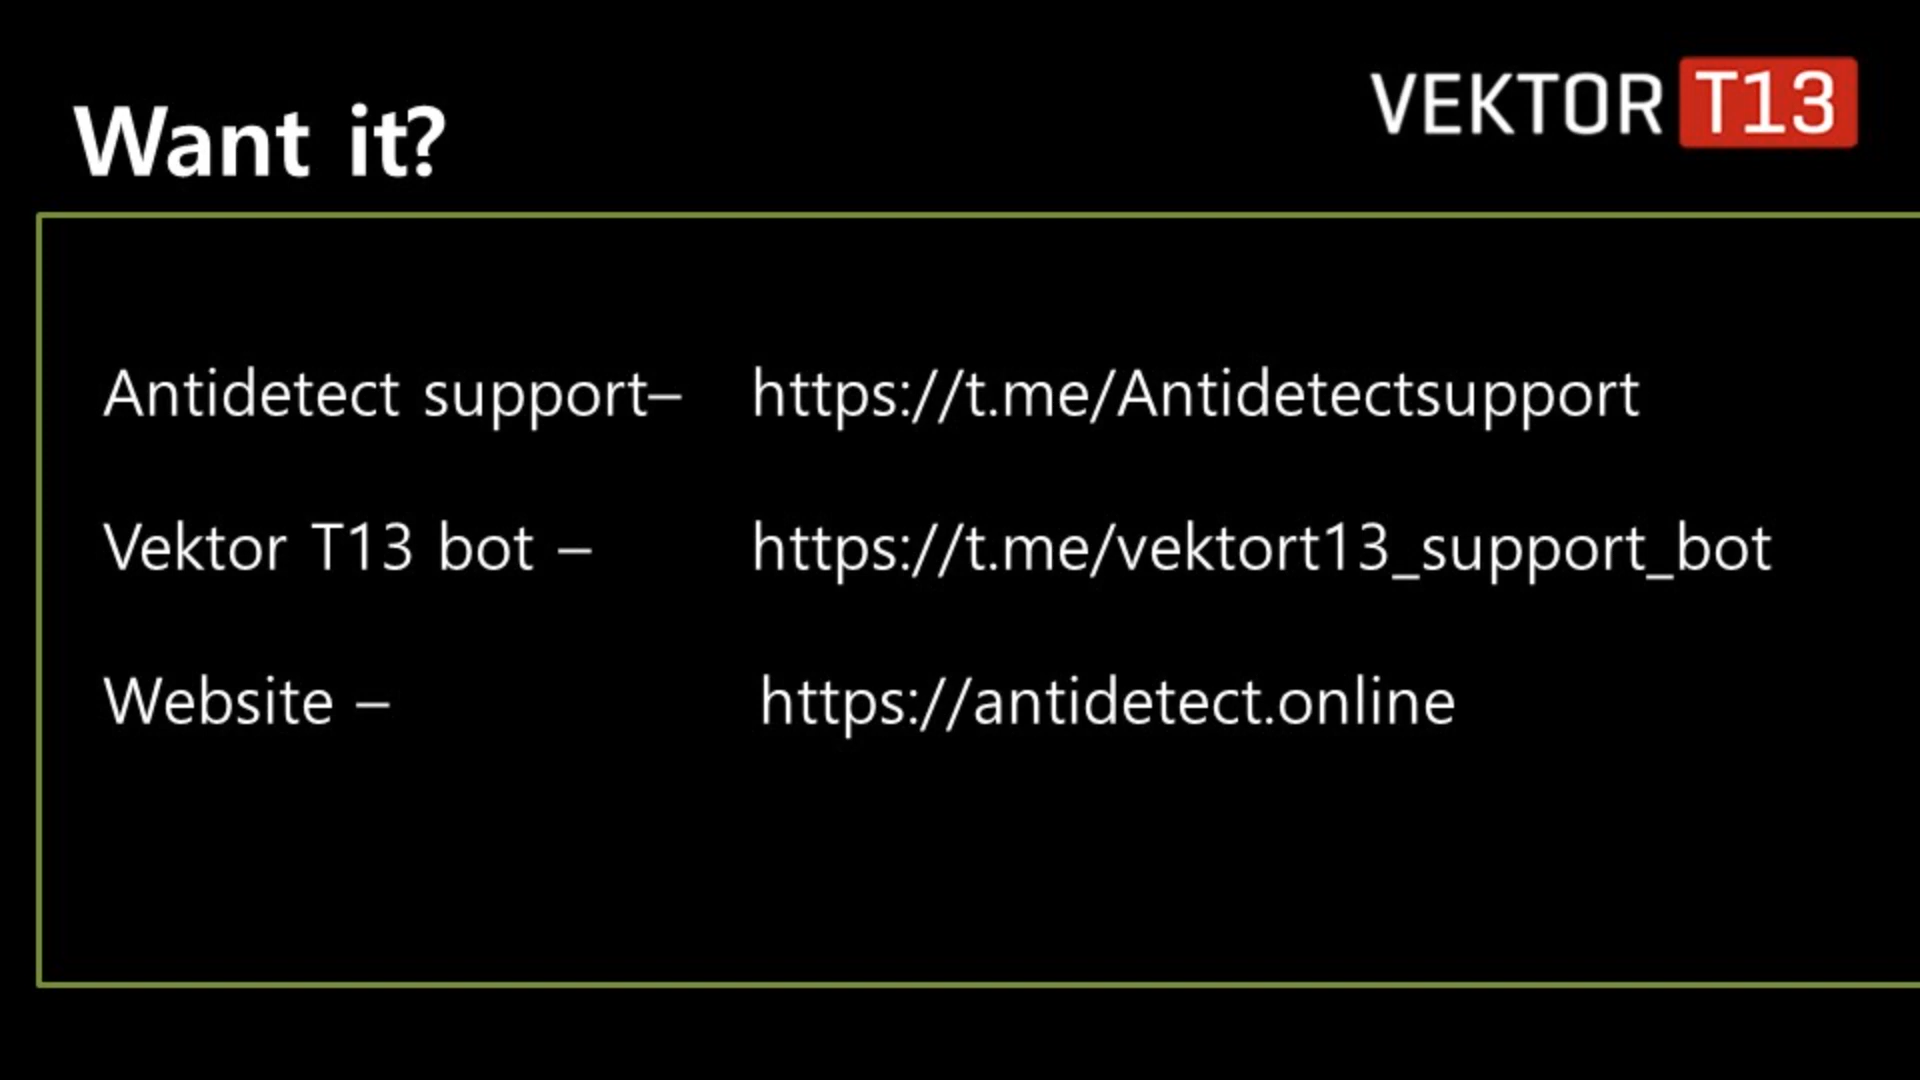 VEKTOR T13
Want it?
Antidetect support– https://t.me/Antidetectsupport
Vektor T13 bot – https://t.me/vektort13_support_bot
Website – https://antidetect.online